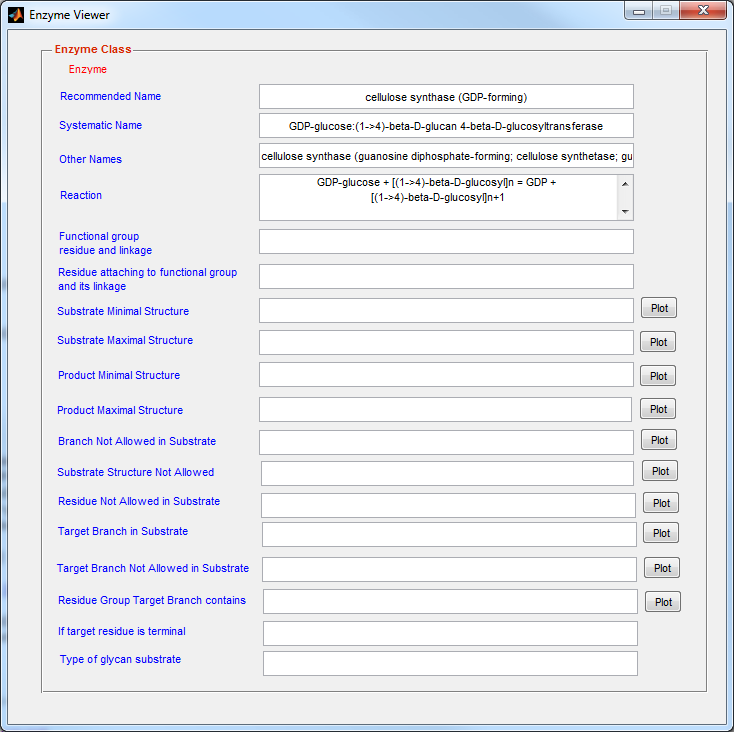 Enzyme Viewer
Enzyme Class
Enzyme
Recommended Name
cellulose synthase (GDP-forming)
Systematic Name
GDP-glucose:(1->4)-beta-D-glucan 4-beta-D-glucosyltransferase
Other Names
cellulose synthase (guanosine diphosphate-forming; cellulose synthetase; gu
Reaction
GDP-glucose + [(1->4)-beta-D-glucosyl]n = GDP +
[(1->4)-beta-D-glucosyl]n+1
Functional group
residue and linkage
Residue attaching to functional group
and its linkage
Substrate Minimal Structure
Plot
Substrate Maximal Structure
Plot
Product Minimal Structure
Plot
Product Maximal Structure
Plot
Branch Not Allowed in Substrate
Plot
Substrate Structure Not Allowed
Plot
Residue Not Allowed in Substrate
Plot
Target Branch in Substrate
Plot
Target Branch Not Allowed in Substrate
Plot
Residue Group Target Branch contains
Plot
If target residue is terminal
Type of glycan substrate